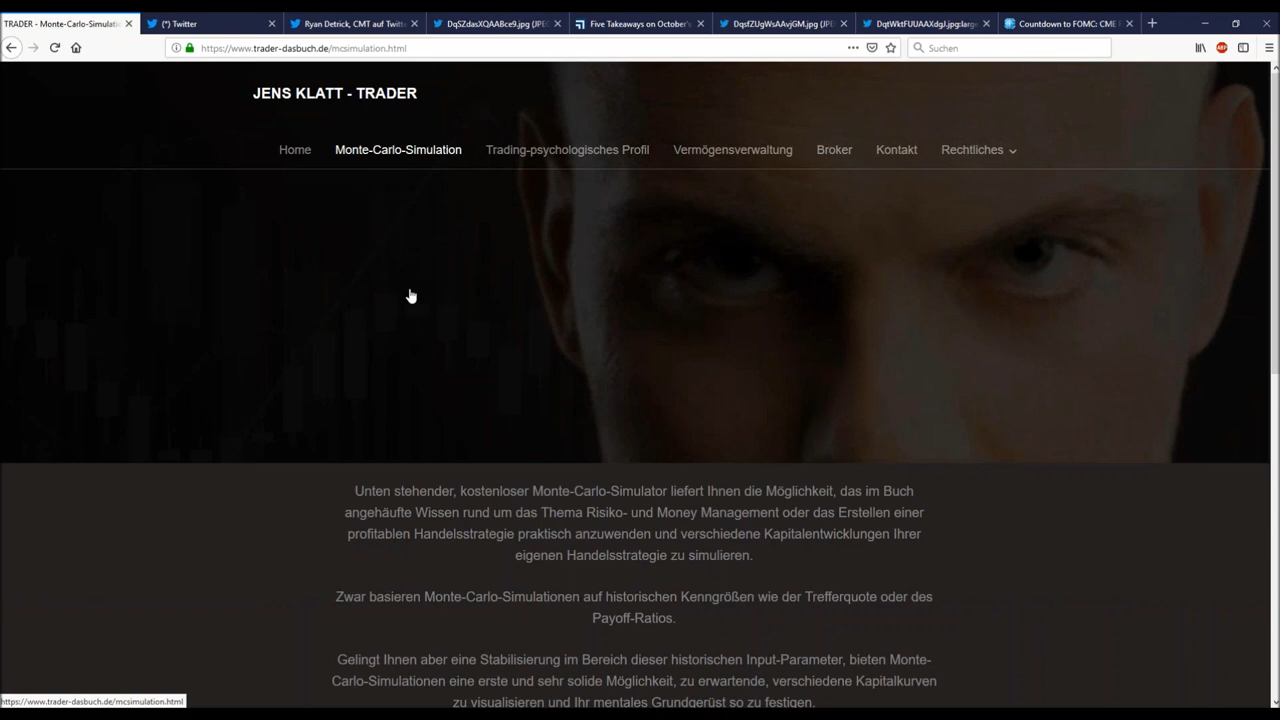 TRADER - Monte-Carlo-Simulati
(*) Twitter
Ryan Detrick, CMT auf Twitt
DqSZdasXQAABce9.jpg (JPE
Five Takeaways on October's
DqsfZUgWsAAvjGM.jpg (JP
DqtWktFUUAAXdgJ.jpg:large
Countdown to FOMC: CME F
https://www.trader-dasbuch.de/mcsimulation.html
Suchen
ABP
JENS KLATT - TRADER
Home Monte-Carlo-Simulation Trading-psychologisches Profil Vermögensverwaltung Broker Kontakt Rechtliches
Unten stehender, kostenloser Monte-Carlo-Simulator liefert Ihnen die Möglichkeit, das im Buch
angehäufte Wissen rund um das Thema Risiko- und Money Management oder das Erstellen einer
profitablen Handelsstrategie praktisch anzuwenden und verschiedene Kapitalentwicklungen Ihrer
eigenen Handelsstrategie zu simulieren.
Zwar basieren Monte-Carlo-Simulationen auf historischen Kenngrößen wie der Trefferquote oder des
Payoff-Ratios.
Gelingt Ihnen aber eine Stabilisierung im Bereich dieser historischen Input-Parameter, bieten Monte-
Carlo-Simulationen eine erste und sehr solide Möglichkeit, zu erwartende, verschiedene Kapitalkurven
zu visualisieren und Ihr mentales Grundgerüst so zu festigen.
https://www.trader-dasbuch.de/mcsimulation.html